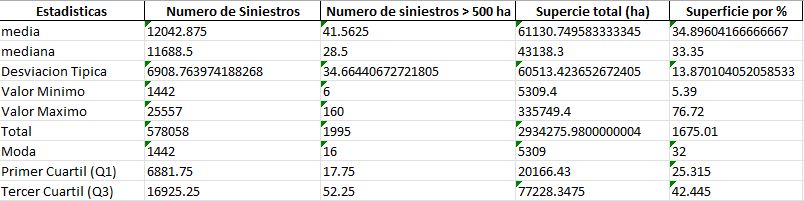 Estadisticas Numero de Siniestros Numero de siniestros > 500 ha Supercie total (ha) Superficie por %
media 12042.875 41.5625 61130.749583333345 34.89604166666667
mediana 11688.5 28.5 43138.3 33.35
Desviacion Tipica 6908.763974188268 34.66440672721805 60513.423652672405 13.870104052058533
Valor Minimo 1442 6 5309.4 5.39
Valor Maximo 25557 160 335749.4 76.72
Total 578058 1995 2934275.9800000004 1675.01
Moda 1442 16 5309 32
Primer Cuartil (Q1) 6881.75 17.75 20166.43 25.315
Tercer Cuartil (Q3) 16925.25 52.25 77228.3475 42.445